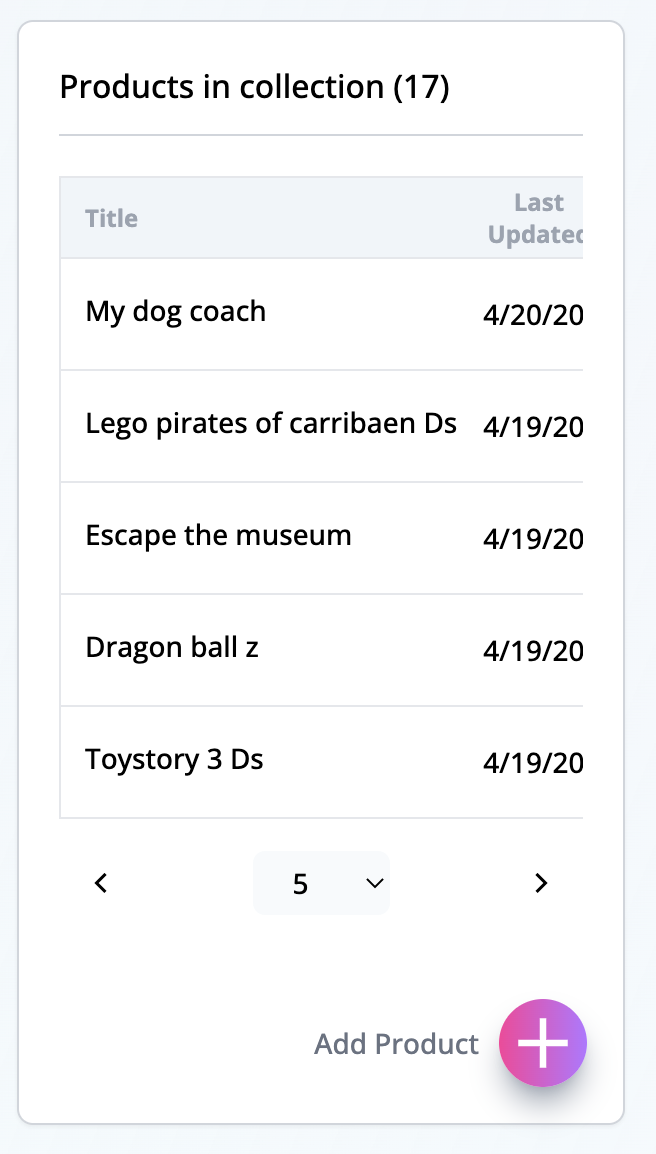 Products in collection (17)
Title
Last
Updated
My dog coach
4/20/20
Lego pirates of carribaen Ds
4/19/20
Escape the museum
4/19/20
Dragon ball z
4/19/20
Toystory 3 Ds
4/19/20
5
Add Product